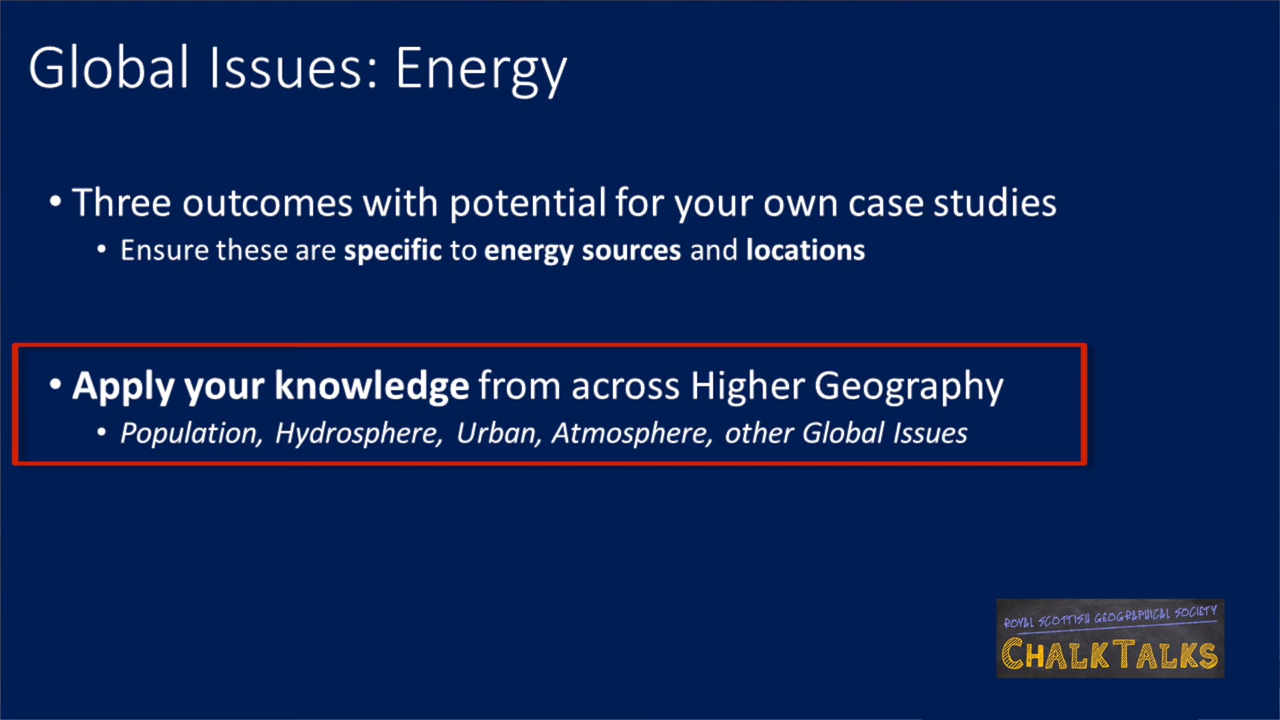 Global Issues: Energy
• Three outcomes with potential for your own case studies
• Ensure these are specific to energy sources and locations
• Apply your knowledge from across Higher Geography
• Population, Hydrosphere, Urban, Atmosphere, other Global Issues
ROYAL SCOTTISH GEOGRAPHICAL SOCIETY
CHALKTALKS